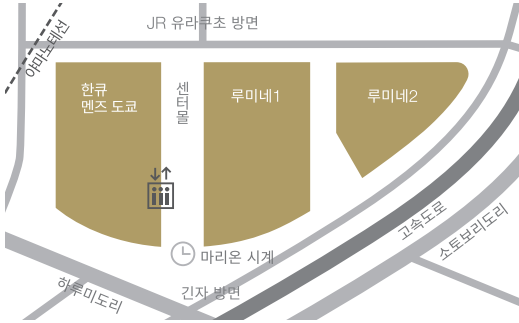 JR 유라쿠초 방면
야마노테선
한큐
멘즈 도쿄
센터몰
루미네1
루미네2
마리온 시계
고속도로
소토보리도리
하루미도리
긴자 방면